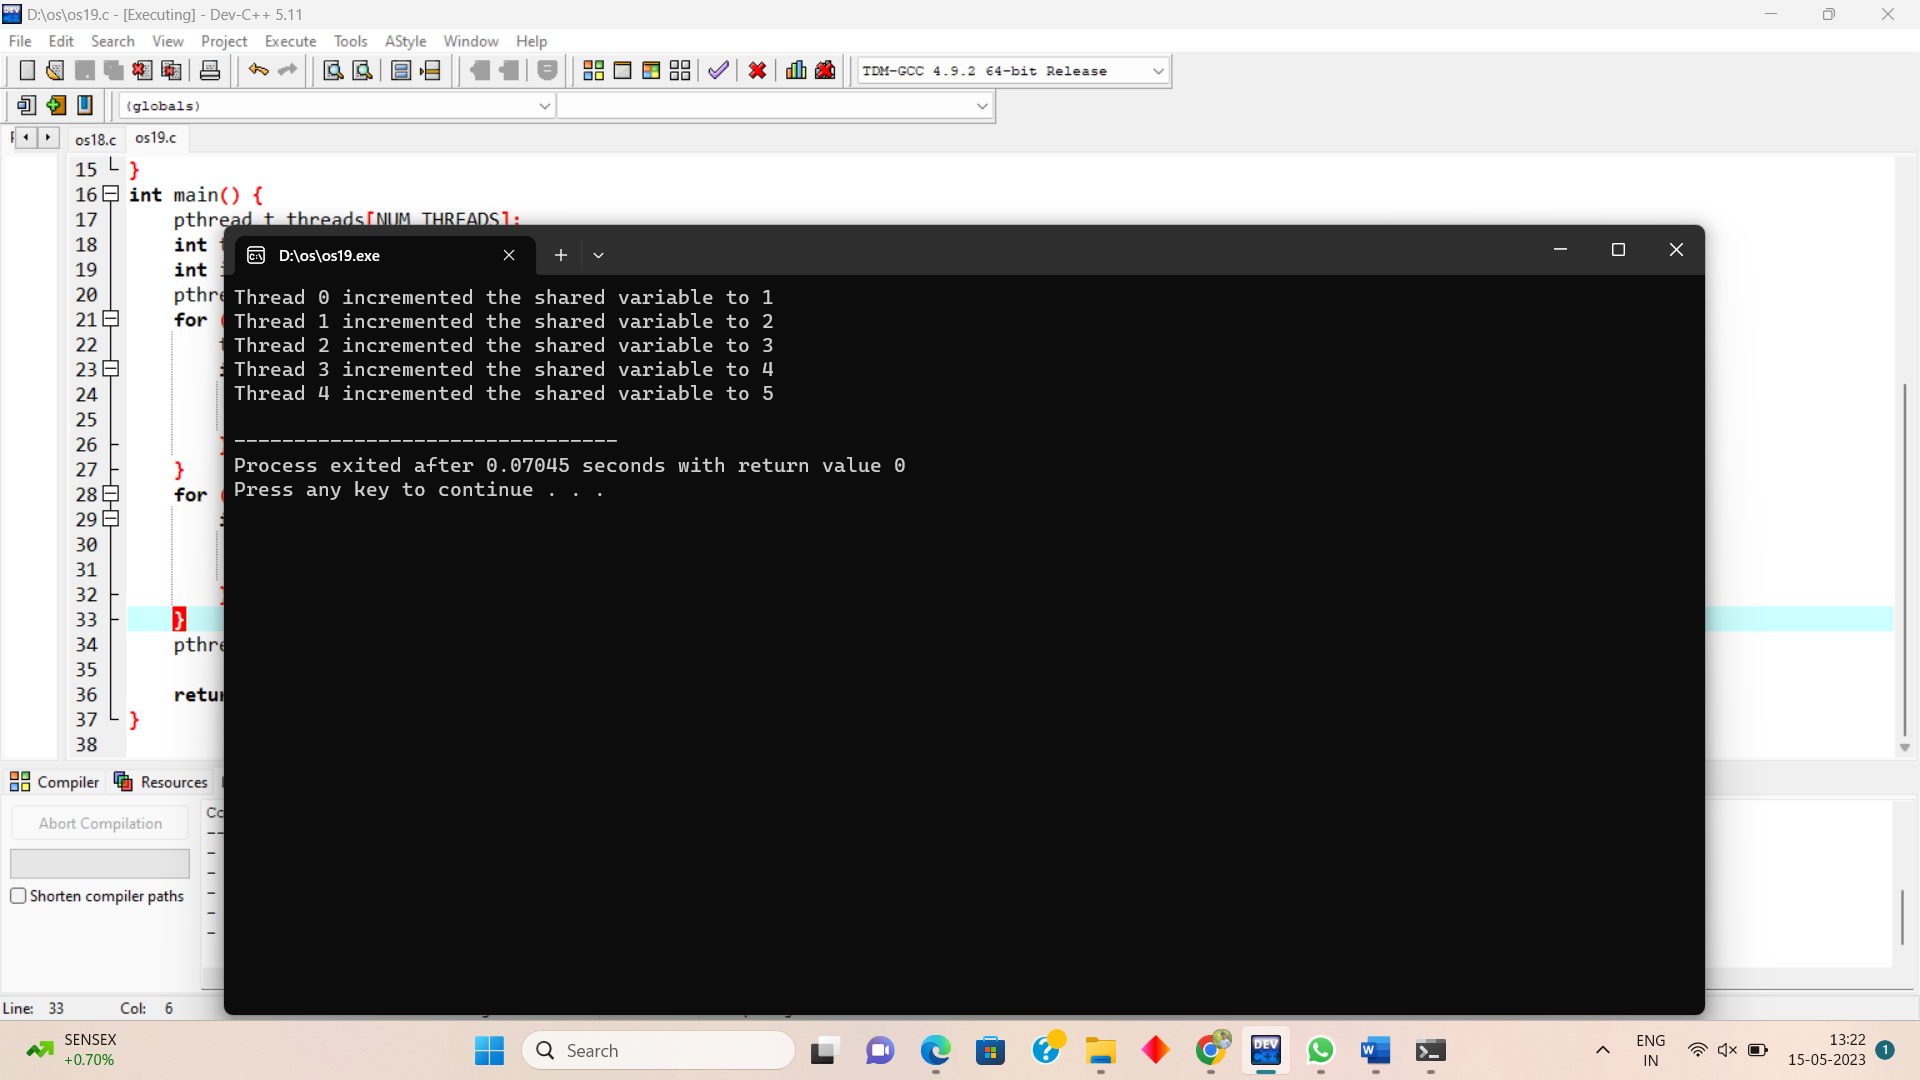 D:\os\os19.c - [Executing] - Dev-C++ 5.11
File Edit Search View Project Execute Tools AStyle Window Help
TDM-GCC 4.9.2 64-bit Release
(globals)
os18.c os19.c
15 }
16 int main() {
17 pthread_t threads[NUM_THREADS];
18 int
19 int
20
21 for
22
23
24
25
26
27 }
28 for
29
30
31
32
33 }
34
35
36
37 }
38
D:\os\os19.exe
Thread 0 incremented the shared variable to 1
Thread 1 incremented the shared variable to 2
Thread 2 incremented the shared variable to 3
Thread 3 incremented the shared variable to 4
Thread 4 incremented the shared variable to 5
--------------------------------
Process exited after 0.07045 seconds with return value 0
Press any key to continue . . .
Compiler Resources
Abort Compilation
Shorten compiler paths
Line: 33 Col: 6
SENSEX
+0.70%
Search
DEV
C++
ENG
IN
13:22
15-05-2023
1